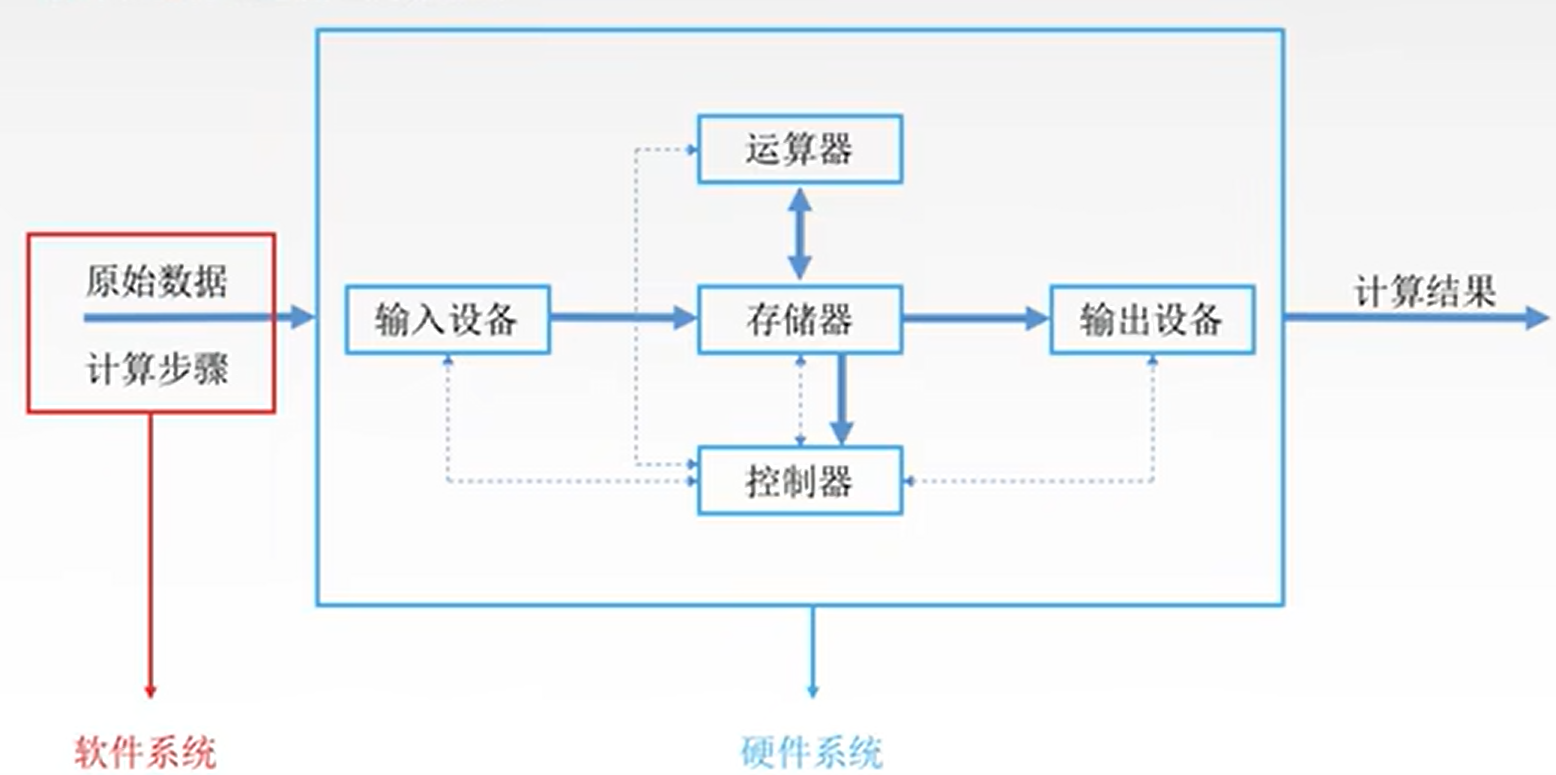 运算器
原始数据
计算步骤
输入设备
存储器
输出设备
计算结果
控制器
软件系统
硬件系统